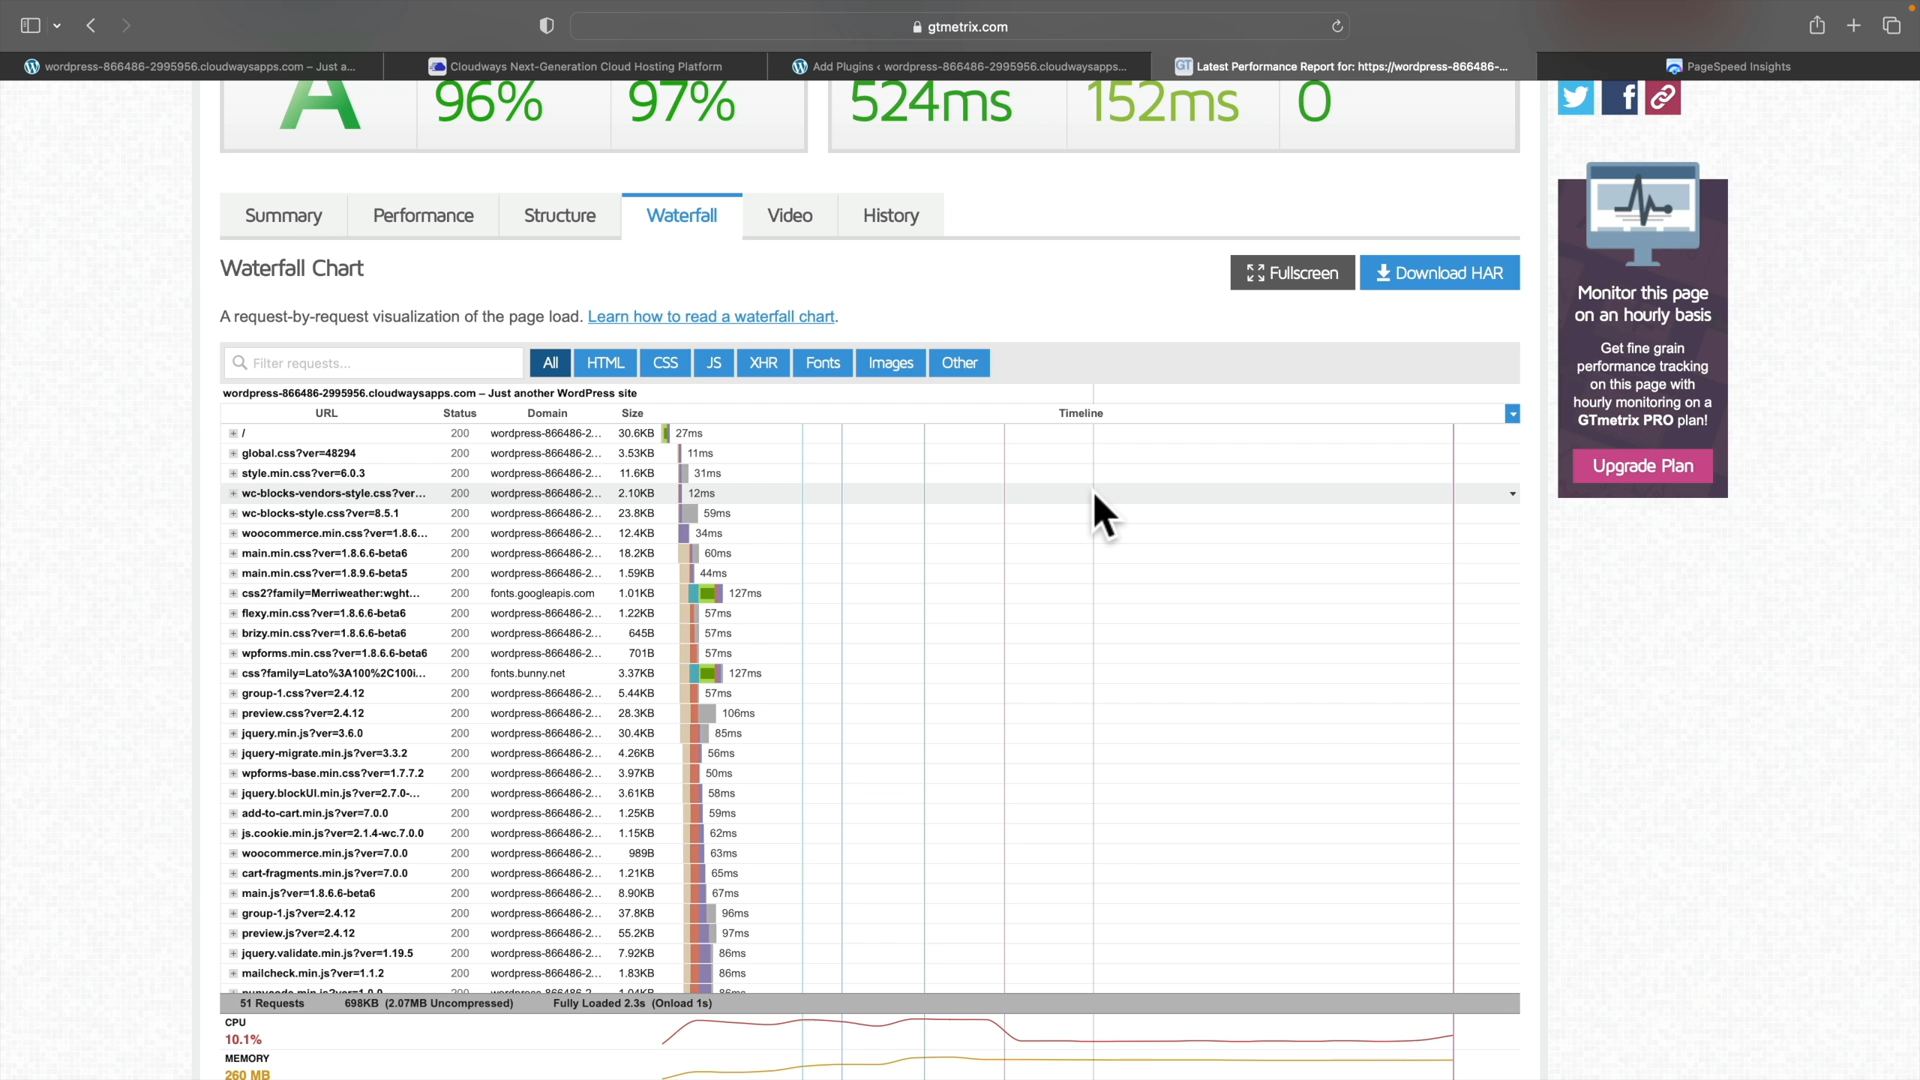 gtmetrix.com
wordpress-866486-2995956.cloudwaysapps.com – Just a...
Cloudways Next-Generation Cloud Hosting Platform
Add Plugins ‹ wordpress-866486-2995956.cloudwaysapps...
GT Latest Performance Report for: https://wordpress-866486-...
PageSpeed Insights
A 96% 97% 524ms 152ms 0
Summary Performance Structure Waterfall Video History
Waterfall Chart
Fullscreen Download HAR
A request-by-request visualization of the page load. Learn how to read a waterfall chart.
Filter requests... All HTML CSS JS XHR Fonts Images Other
wordpress-866486-2995956.cloudwaysapps.com – Just another WordPress site
URL Status Domain Size Timeline
/ 200 wordpress-866486-2... 30.6KB 27ms
global.css?ver=48294 200 wordpress-866486-2... 3.53KB 11ms
style.min.css?ver=6.0.3 200 wordpress-866486-2... 11.6KB 31ms
wc-blocks-vendors-style.css?ver... 200 wordpress-866486-2... 2.10KB 12ms
wc-blocks-style.css?ver=8.5.1 200 wordpress-866486-2... 23.8KB 59ms
woocommerce.min.css?ver=1.8.6... 200 wordpress-866486-2... 12.4KB 34ms
main.min.css?ver=1.8.6.6-beta6 200 wordpress-866486-2... 18.2KB 60ms
main.min.css?ver=1.8.9.6-beta5 200 wordpress-866486-2... 1.59KB 44ms
css2?family=Merriweather:wght... 200 fonts.googleapis.com 1.01KB 127ms
flexy.min.css?ver=1.8.6.6-beta6 200 wordpress-866486-2... 1.22KB 57ms
brizy.min.css?ver=1.8.6.6-beta6 200 wordpress-866486-2... 645B 57ms
wpforms.min.css?ver=1.8.6.6-beta6 200 wordpress-866486-2... 701B 57ms
css?family=Lato%3A100%2C100i... 200 fonts.bunny.net 3.37KB 127ms
group-1.css?ver=2.4.12 200 wordpress-866486-2... 5.44KB 57ms
preview.css?ver=2.4.12 200 wordpress-866486-2... 28.3KB 106ms
jquery.min.js?ver=3.6.0 200 wordpress-866486-2... 30.4KB 85ms
jquery-migrate.min.js?ver=3.3.2 200 wordpress-866486-2... 4.26KB 56ms
wpforms-base.min.css?ver=1.7.7.2 200 wordpress-866486-2... 3.97KB 50ms
jquery.blockUI.min.js?ver=2.7.0-... 200 wordpress-866486-2... 3.61KB 58ms
add-to-cart.min.js?ver=7.0.0 200 wordpress-866486-2... 1.25KB 59ms
js.cookie.min.js?ver=2.1.4-wc.7.0.0 200 wordpress-866486-2... 1.15KB 62ms
woocommerce.min.js?ver=7.0.0 200 wordpress-866486-2... 989B 63ms
cart-fragments.min.js?ver=7.0.0 200 wordpress-866486-2... 1.21KB 65ms
main.js?ver=1.8.6.6-beta6 200 wordpress-866486-2... 8.90KB 67ms
group-1.js?ver=2.4.12 200 wordpress-866486-2... 37.8KB 96ms
preview.js?ver=2.4.12 200 wordpress-866486-2... 55.2KB 97ms
jquery.validate.min.js?ver=1.19.5 200 wordpress-866486-2... 7.92KB 86ms
mailcheck.min.js?ver=1.1.2 200 wordpress-866486-2... 1.83KB 86ms
51 Requests 698KB (2.07MB Uncompressed) Fully Loaded 2.3s (Onload 1s)
CPU
10.1%
MEMORY
260 MB
Monitor this page
on an hourly basis
Get fine grain
performance tracking
on this page with
hourly monitoring on a
GTmetrix PRO plan!
Upgrade Plan